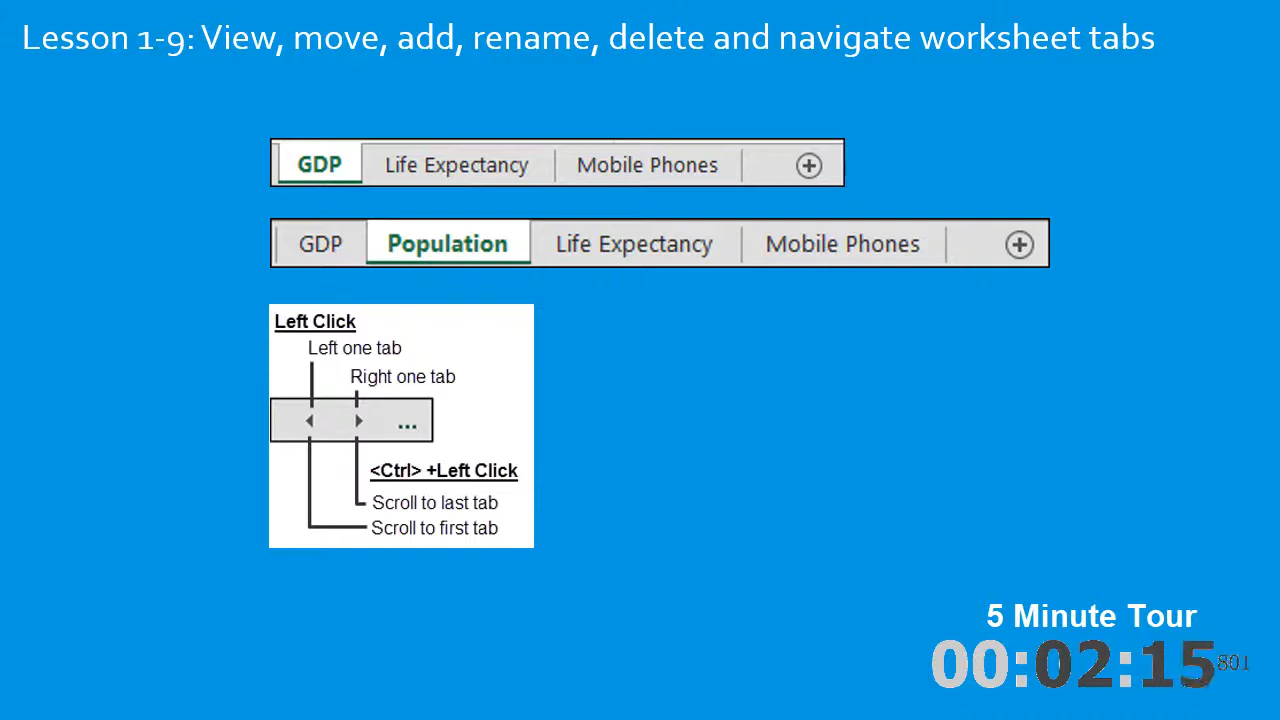 Lesson 1-9: View, move, add, rename, delete and navigate worksheet tabs
GDP Life Expectancy Mobile Phones
GDP Population Life Expectancy Mobile Phones
Left Click
Left one tab
Right one tab
...
<Ctrl> +Left Click
Scroll to last tab
Scroll to first tab
5 Minute Tour
00:02:15 801